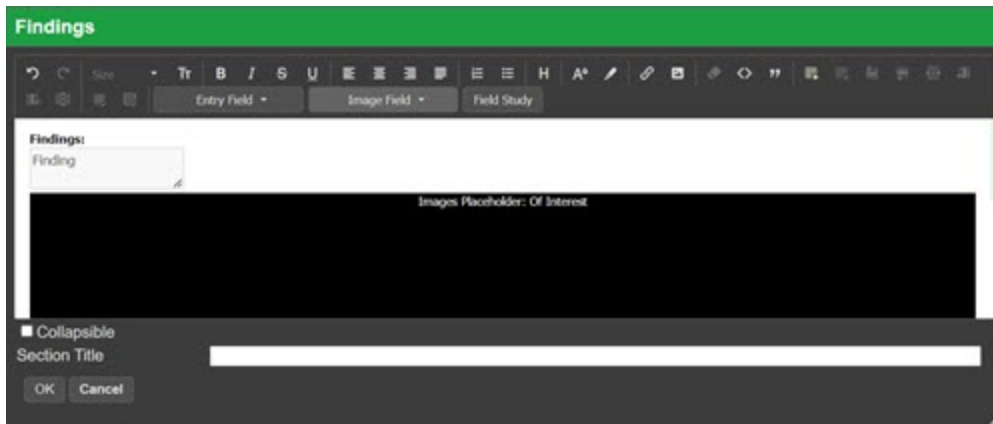 Findings
Size Tr B I S U H
Entry Field Image Field Field Study
Findings:
Finding
Images Placeholder: Of Interest
Collapsible
Section Title
OK Cancel